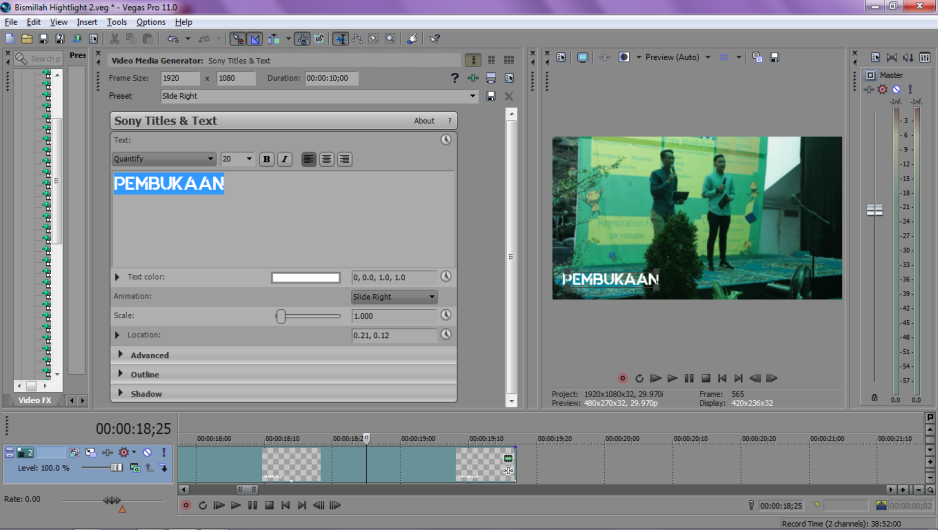 Bismillah Hightlight 2.veg * - Vegas Pro 11.0
File Edit View Insert Tools Options Help
Search p
Pres
Video Media Generator: Sony Titles & Text
Frame Size: 1920 x 1080 Duration: 00:00:10;00
Preset: Slide Right
Sony Titles & Text About ?
Text:
Quantify 20 B I
PEMBUKAAN
Text color: 0, 0.0, 1.0, 1.0
Animation: Slide Right
Scale: 1.000
Location: 0.21, 0.12
Advanced
Outline
Shadow
Video FX
Preview (Auto)
PEMBUKAAN
Project: 1920x1080x32, 29.970i Frame: 565
Preview: 480x270x32, 29.970p Display: 420x236x32
Master
-Inf. -Inf.
- 3 -
- 6 -
- 9 -
- 12 -
- 15 -
- 18 -
- 21 -
- 24 -
- 27 -
- 30 -
- 33 -
- 36 -
- 39 -
- 42 -
- 45 -
- 48 -
- 51 -
- 54 -
- 57 -
0.0 0.0
00:00:18;25
00:00:18:00 00:00:18:10 00:00:18:2 00:00:19:00 00:00:19:10 00:00:19:20 00:00:20:00 00:00:20:10 00:00:20:20 00:00:21:00 00:00:21:10
2
Level: 100.0 %
Rate: 0.00
00:00:18;25
00:00:00;02
Record Time (2 channels): 38:52:00